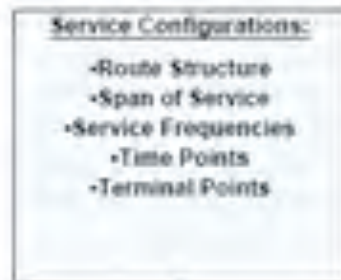 Service Configurations:
•Route Structure
•Span of Service
•Service Frequencies
•Time Points
•Terminal Points